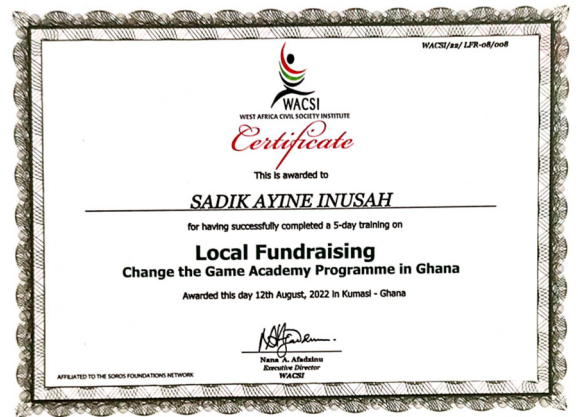 WACSI/22/ LFR-08/008
WACSI
WEST AFRICA CIVIL SOCIETY INSTITUTE
Certificate
This is awarded to
SADIK AYINE INUSAH
for having successfully completed a 5-day training on
Local Fundraising
Change the Game Academy Programme in Ghana
Awarded this day 12th August, 2022 in Kumasi - Ghana
Nana A. Afadzinu
Executive Director
WACSI
AFFILIATED TO THE SOROS FOUNDATIONS NETWORK